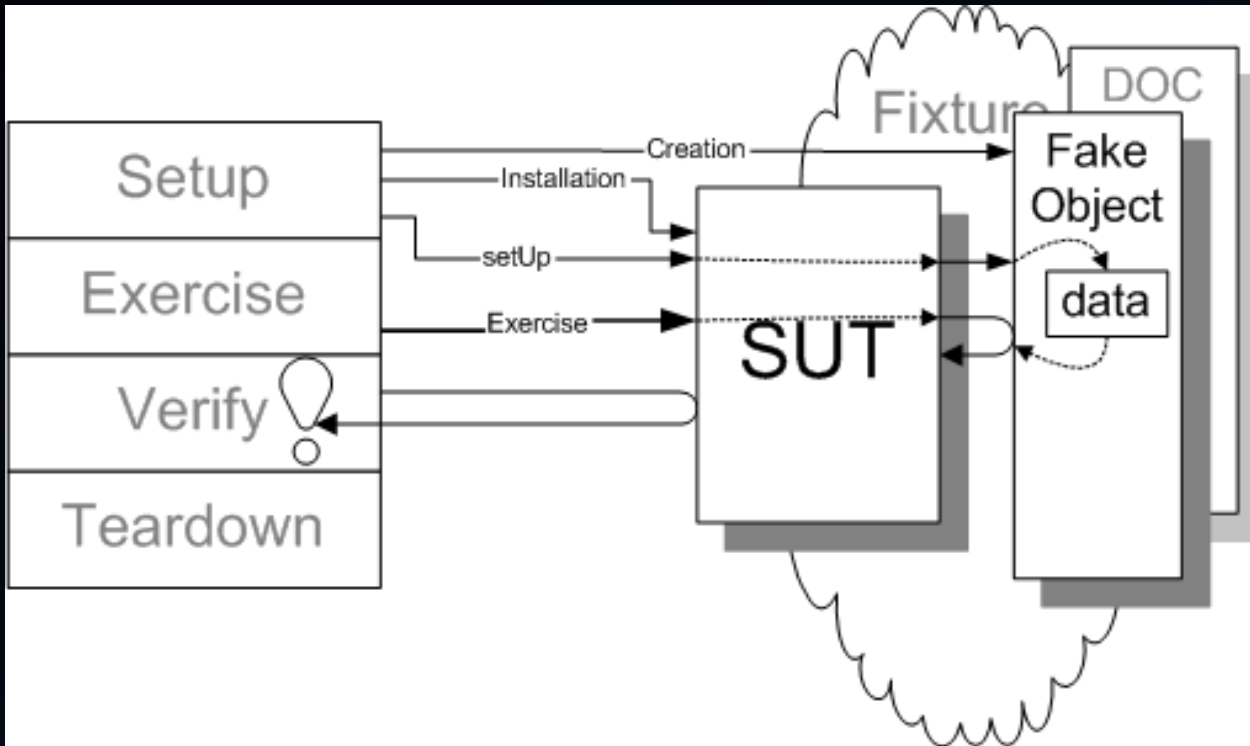 DOC
Fixture
Fake
Object
Creation
Setup
Installation
setUp
data
Exercise
Exercise
SUT
Verify
Teardown